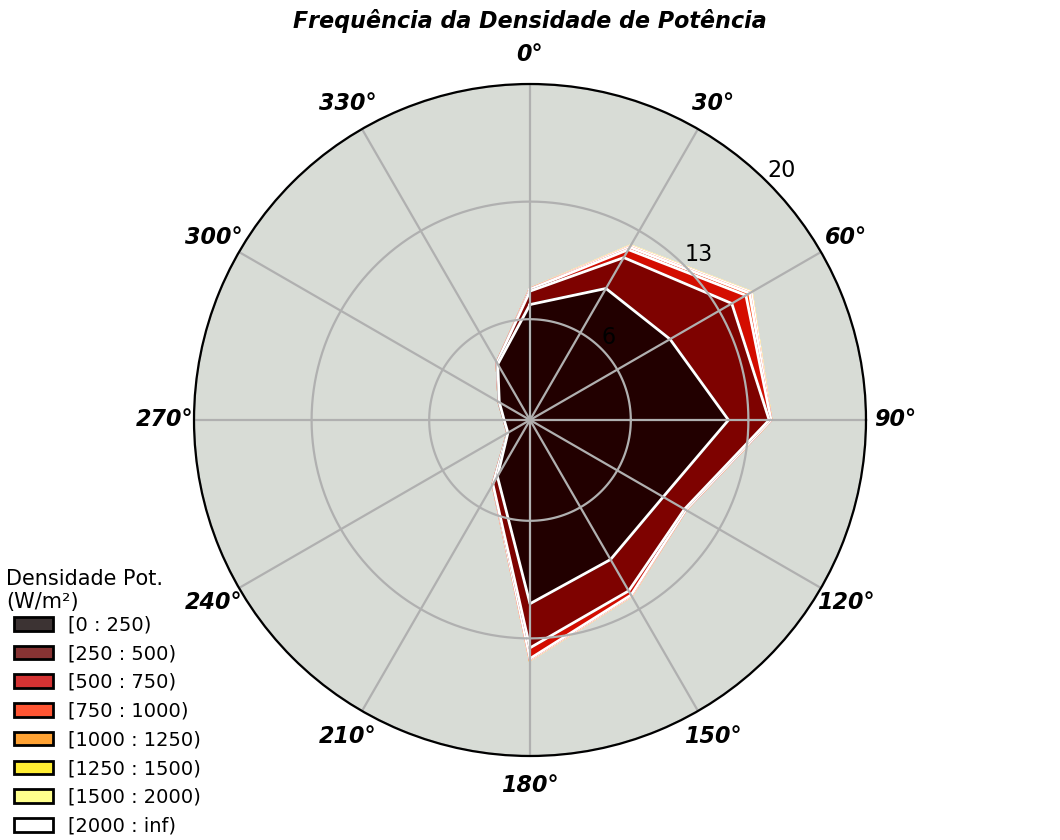 Frequência da Densidade de Potência
0°
330°
30°
20
300°
60°
13
6
270°
90°
240°
120°
210°
150°
180°
Densidade Pot.
(W/m²)
[0 : 250)
[250 : 500)
[500 : 750)
[750 : 1000)
[1000 : 1250)
[1250 : 1500)
[1500 : 2000)
[2000 : inf)